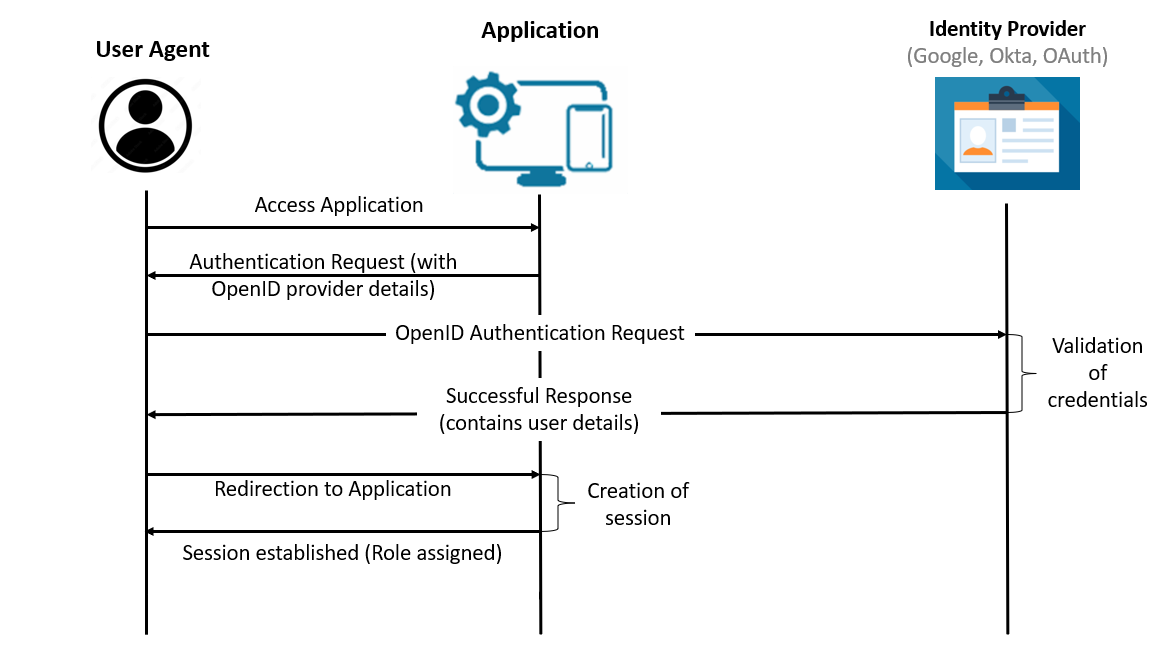 User Agent
Application
Identity Provider
(Google, Okta, OAuth)
Access Application
Authentication Request (with
OpenID provider details)
OpenID Authentication Request
Validation
of
credentials
Successful Response
(contains user details)
Redirection to Application
Creation of
session
Session established (Role assigned)